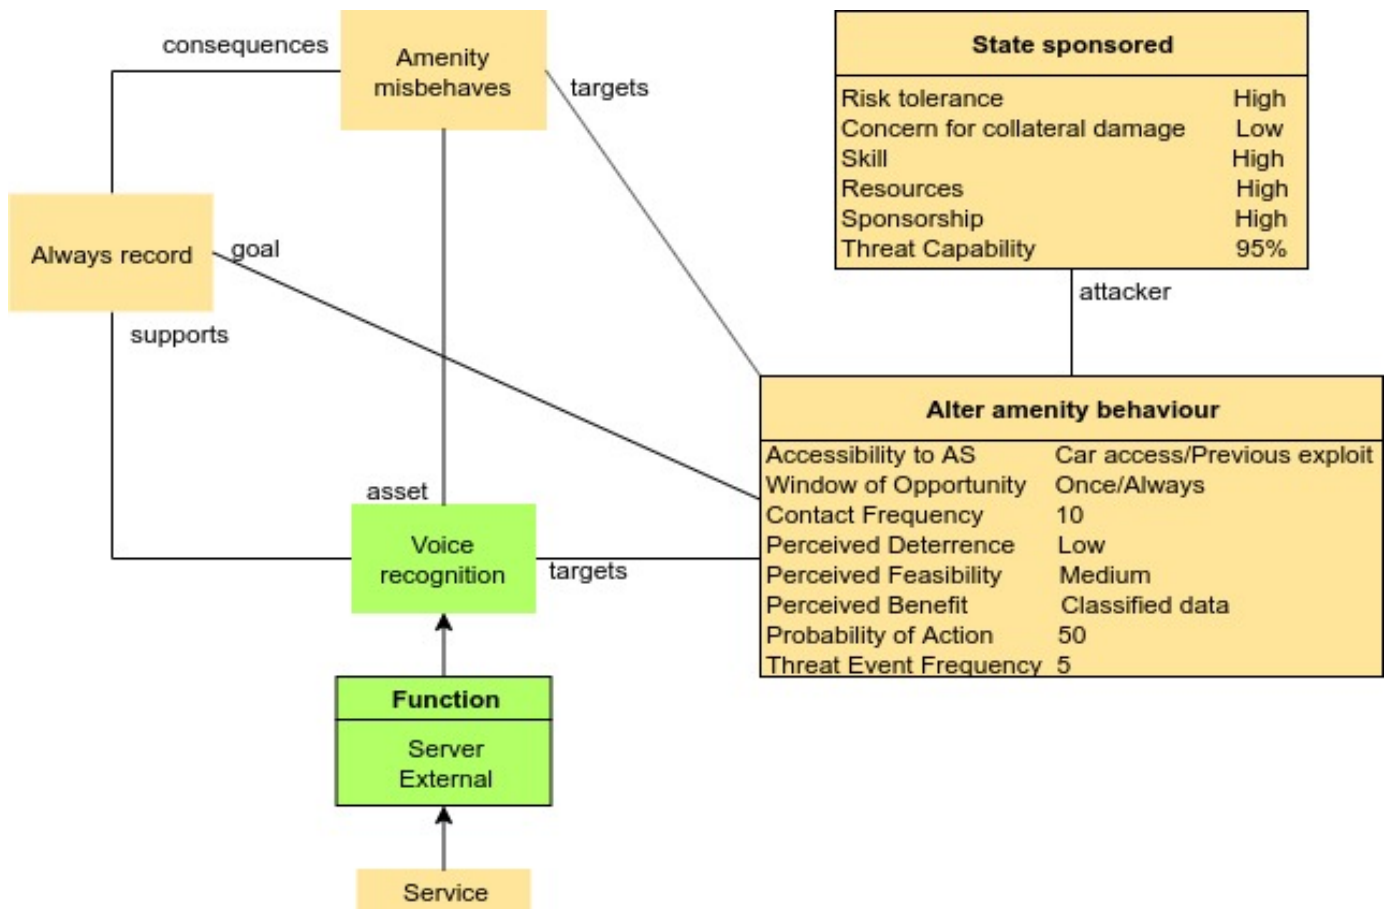 consequences
Amenity
misbehaves
targets
State sponsored
Risk tolerance High
Concern for collateral damage Low
Skill High
Resources High
Sponsorship High
Threat Capability 95%
Always record
goal
supports
attacker
Alter amenity behaviour
Accessibility to AS Car access/Previous exploit
Window of Opportunity Once/Always
Contact Frequency 10
Perceived Deterrence Low
Perceived Feasibility Medium
Perceived Benefit Classified data
Probability of Action 50
Threat Event Frequency 5
asset
Voice
recognition
targets
Function
Server
External
Service